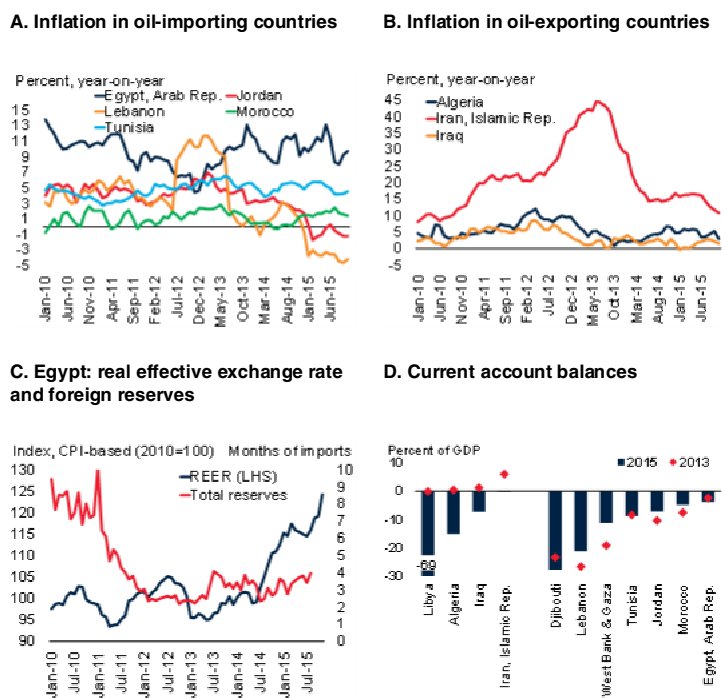 A. Inflation in oil-importing countries
Percent, year-on-year
Egypt, Arab Rep.
Jordan
Lebanon
Morocco
Tunisia
15
13
11
9
7
5
3
1
-1
-3
-5
Jan-10
Jun-10
Nov-10
Apr-11
Sep-11
Feb-12
Jul-12
Dec-12
May-13
Oct-13
Mar-14
Aug-14
Jan-15
Jun-15
B. Inflation in oil-exporting countries
Percent, year-on-year
Algeria
Iran, Islamic Rep.
Iraq
45
40
35
30
25
20
15
10
5
0
-5
Jan-10
Jun-10
Nov-10
Apr-11
Sep-11
Feb-12
Jul-12
Dec-12
May-13
Oct-13
Mar-14
Aug-14
Jan-15
Jun-15
C. Egypt: real effective exchange rate
and foreign reserves
Index, CPI-based (2010=100)
Months of imports
REER (LHS)
Total reserves
130
125
120
115
110
105
100
95
90
10
9
8
7
6
5
4
3
2
1
0
Jan-10
Jul-10
Jan-11
Jul-11
Jan-12
Jul-12
Jan-13
Jul-13
Jan-14
Jul-14
Jan-15
Jul-15
D. Current account balances
Percent of GDP
2015
2013
10
0
-10
-20
-30
Libya
Algeria
Iraq
Iran, Islamic Rep.
Djibouti
Lebanon
West Bank & Gaza
Tunisia
Jordan
Morocco
Egypt, Arab Rep.